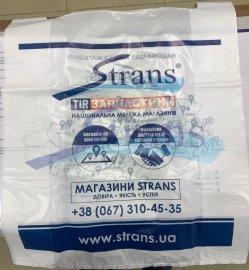 Strans®
TIR ЗАПЧАСТИНИ
НАЦІОНАЛЬНА МЕРЕЖА МАГАЗИНІВ
МАГАЗИНИ STRANS
ДОВІРА • ЯКІСТЬ • УСПІХ
+38 (067) 310-45-35
www.strans.ua